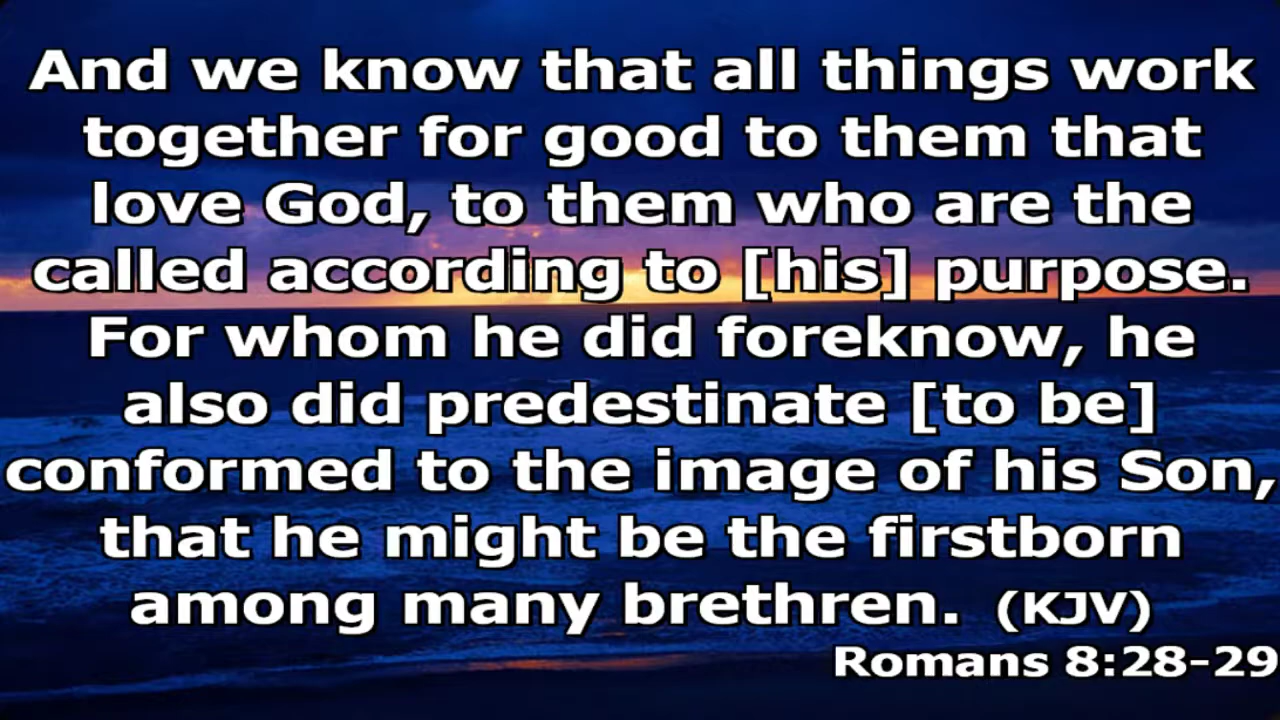 And we know that all things work
together for good to them that
love God, to them who are the
called according to [his] purpose.
For whom he did foreknow, he
also did predestinate [to be]
conformed to the image of his Son,
that he might be the firstborn
among many brethren. (KJV)
Romans 8:28-29